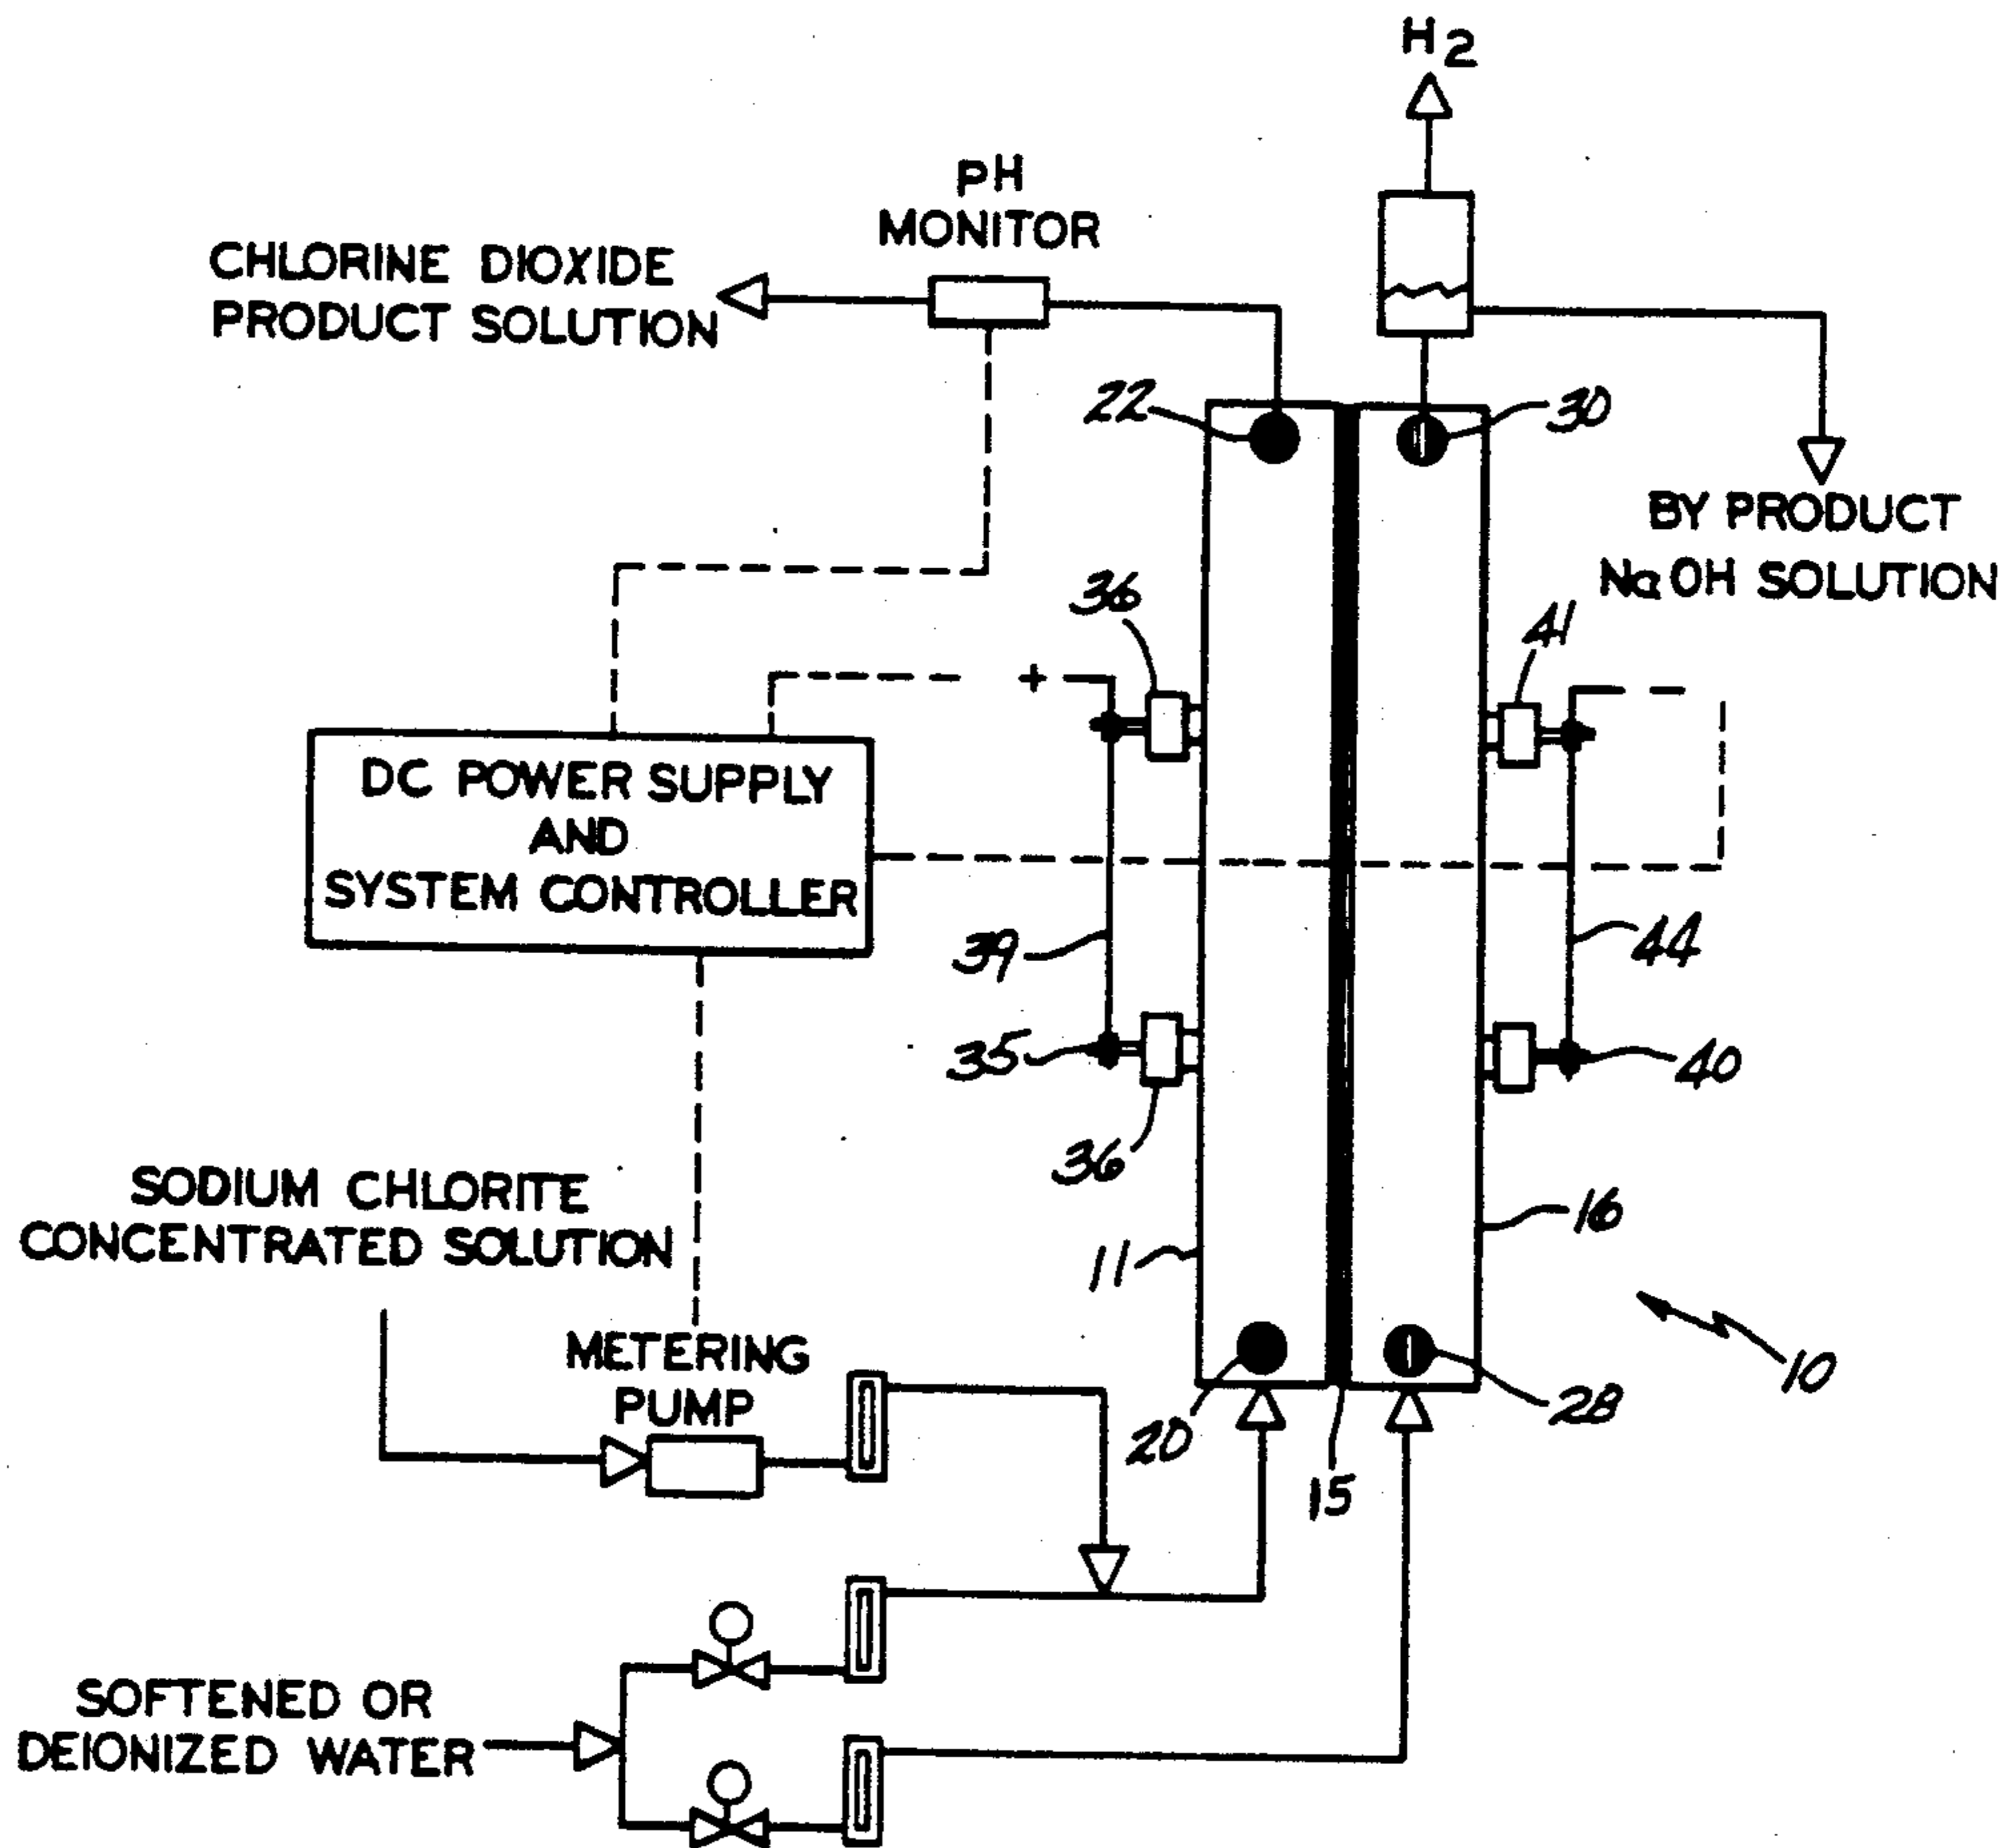 H2
PH
MONITOR
CHLORINE DIOXIDE
PRODUCT SOLUTION
22
30
BY PRODUCT
NaOH SOLUTION
36
41
+
DC POWER SUPPLY
AND
SYSTEM CONTROLLER
39
44
35
40
36
SODIUM CHLORITE
CONCENTRATED SOLUTION
16
11
METERING
PUMP
10
20
28
15
SOFTENED OR
DEIONIZED WATER